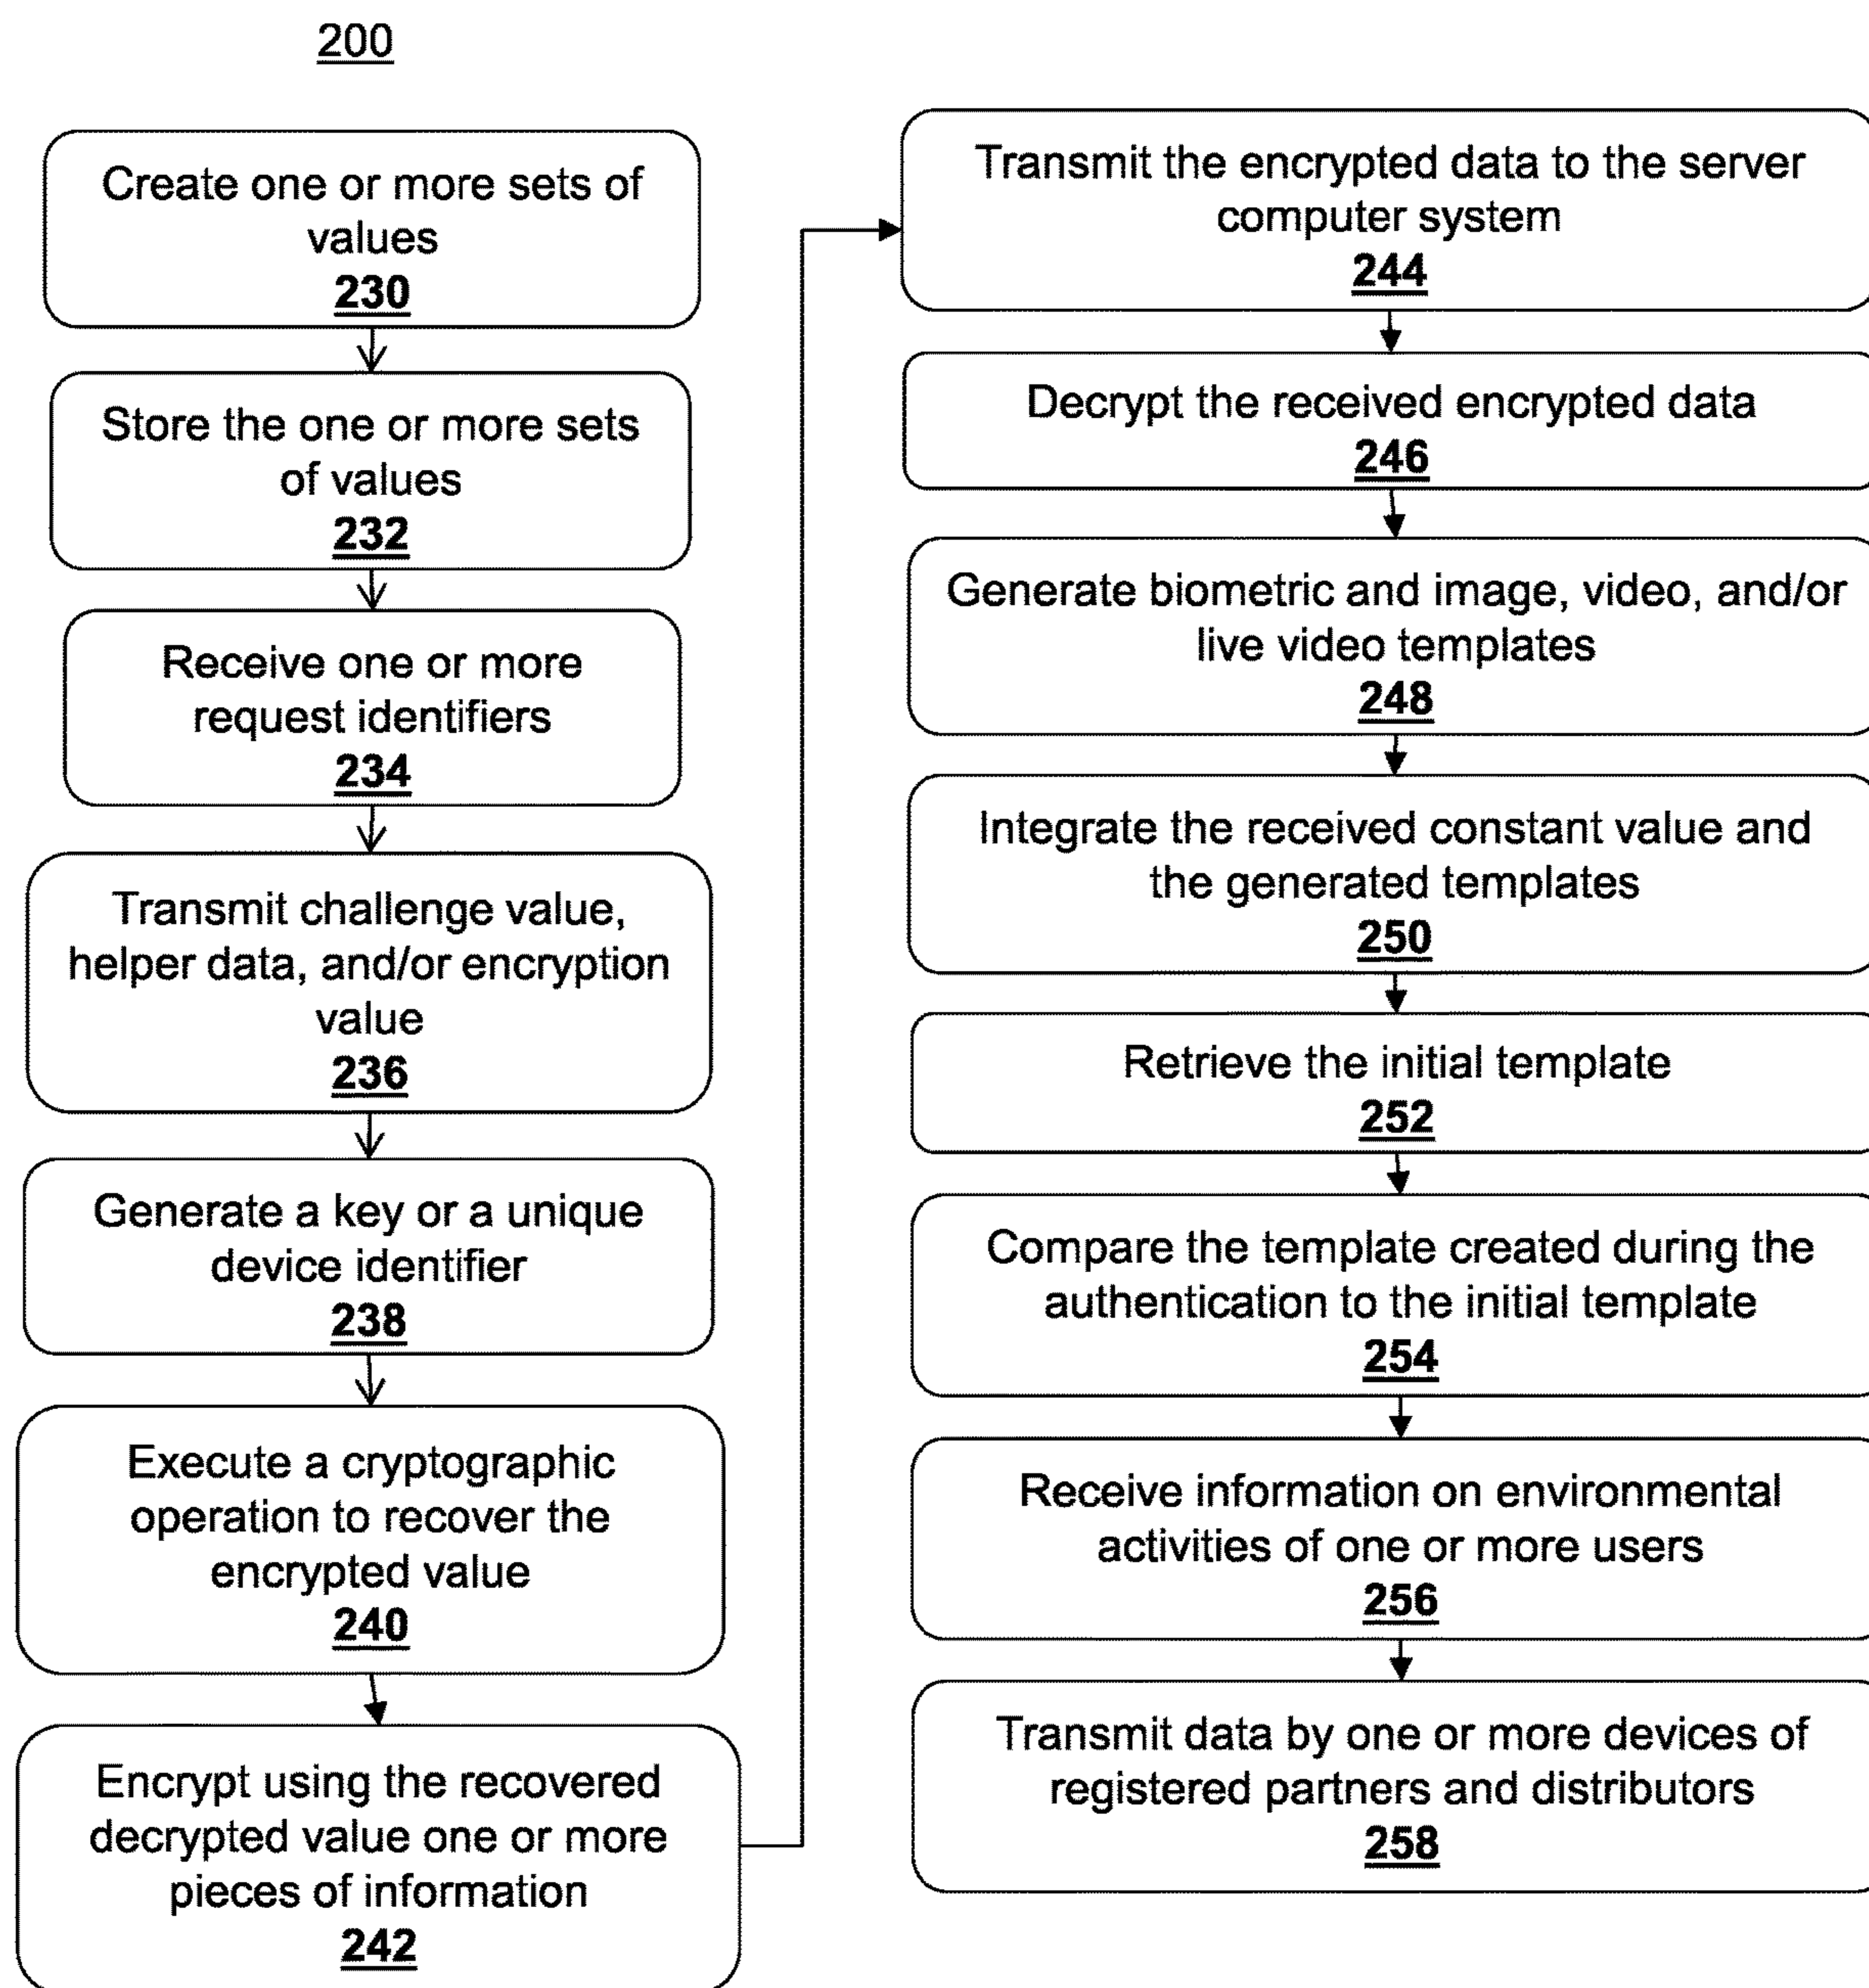 200
Create one or more sets of
values
230
Store the one or more sets
of values
232
Receive one or more
request identifiers
234
Transmit challenge value,
helper data, and/or encryption
value
236
Generate a key or a unique
device identifier
238
Execute a cryptographic
operation to recover the
encrypted value
240
Encrypt using the recovered
decrypted value one or more
pieces of information
242
Transmit the encrypted data to the server
computer system
244
Decrypt the received encrypted data
246
Generate biometric and image, video, and/or
live video templates
248
Integrate the received constant value and
the generated templates
250
Retrieve the initial template
252
Compare the template created during the
authentication to the initial template
254
Receive information on environmental
activities of one or more users
256
Transmit data by one or more devices of
registered partners and distributors
258